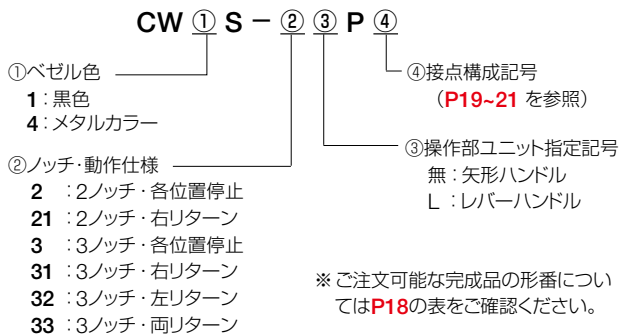 CW ① S － ② ③ P ④
①ベゼル色
1：黒色
4：メタルカラー
②ノッチ・動作仕様
2：2ノッチ・各位置停止
21：2ノッチ・右リターン
3：3ノッチ・各位置停止
31：3ノッチ・右リターン
32：3ノッチ・左リターン
33：3ノッチ・両リターン
④接点構成記号
（P19~21 を参照）
③操作部ユニット指定記号
無：矢形ハンドル
L：レバーハンドル
※ ご注文可能な完成品の形番につい
てはP18の表をご確認ください。